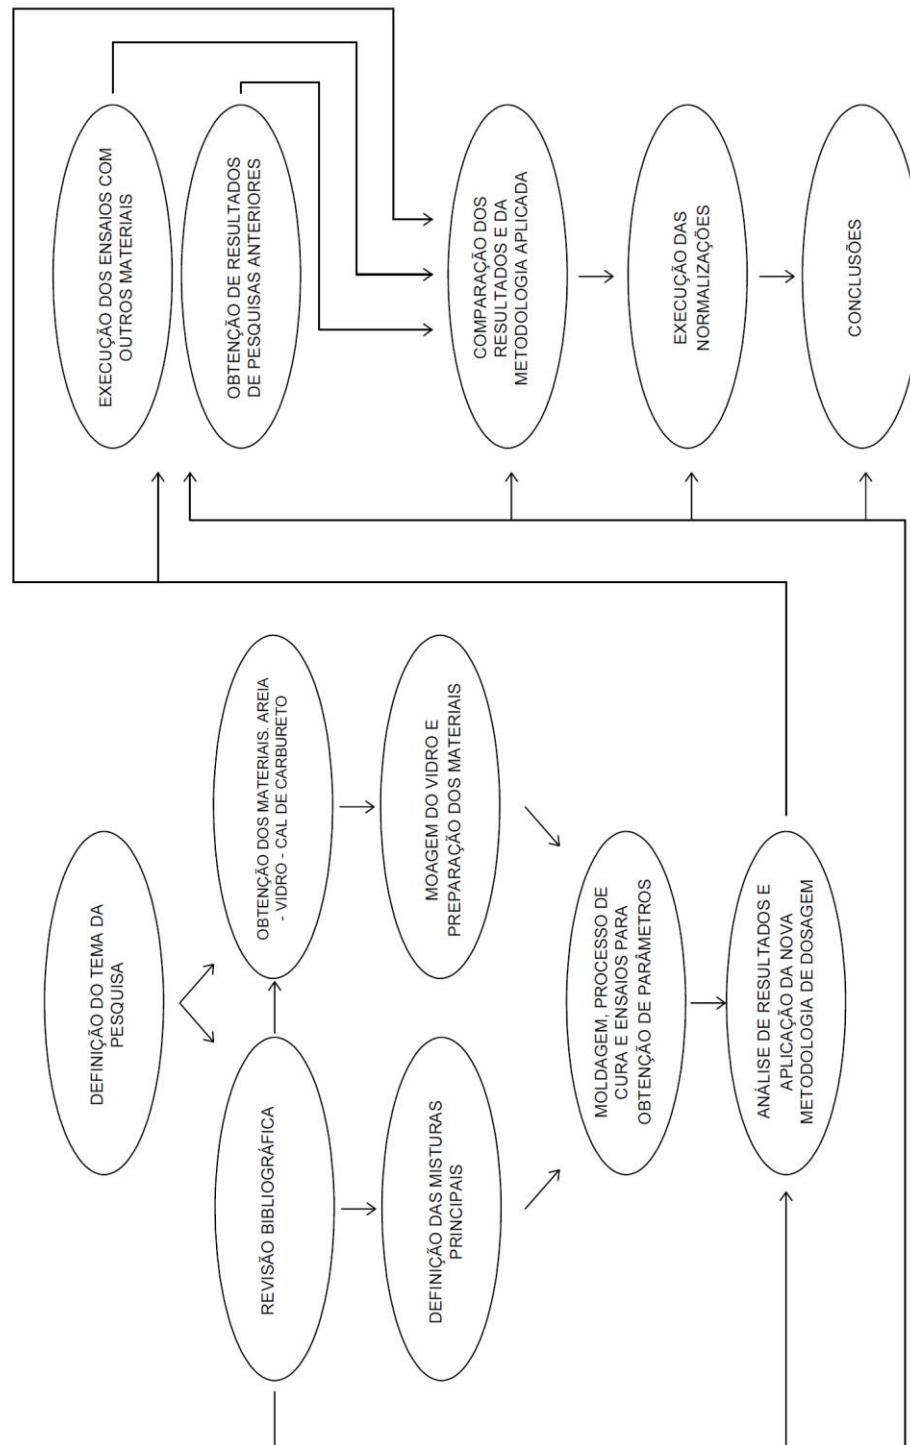 DEFINIÇÃO DO TEMA DA
PESQUISA
REVISÃO BIBLIOGRÁFICA
OBTENÇÃO DOS MATERIAIS. AREIA
- VIDRO - CAL DE CARBURETO
DEFINIÇÃO DAS MISTURAS
PRINCIPAIS
MOAGEM DO VIDRO E
PREPARAÇÃO DOS MATERIAIS
MOLDAGEM, PROCESSO DE
CURA E ENSAIOS PARA
OBTENÇÃO DE PARÂMETROS
ANÁLISE DE RESULTADOS E
APLICAÇÃO DA NOVA
METODOLOGIA DE DOSAGEM
EXECUÇÃO DOS ENSAIOS COM
OUTROS MATERIAIS
OBTENÇÃO DE RESULTADOS
DE PESQUISAS ANTERIORES
COMPARAÇÃO DOS
RESULTADOS E DA
METODOLOGIA APLICADA
EXECUÇÃO DAS
NORMALIZAÇÕES
CONCLUSÕES